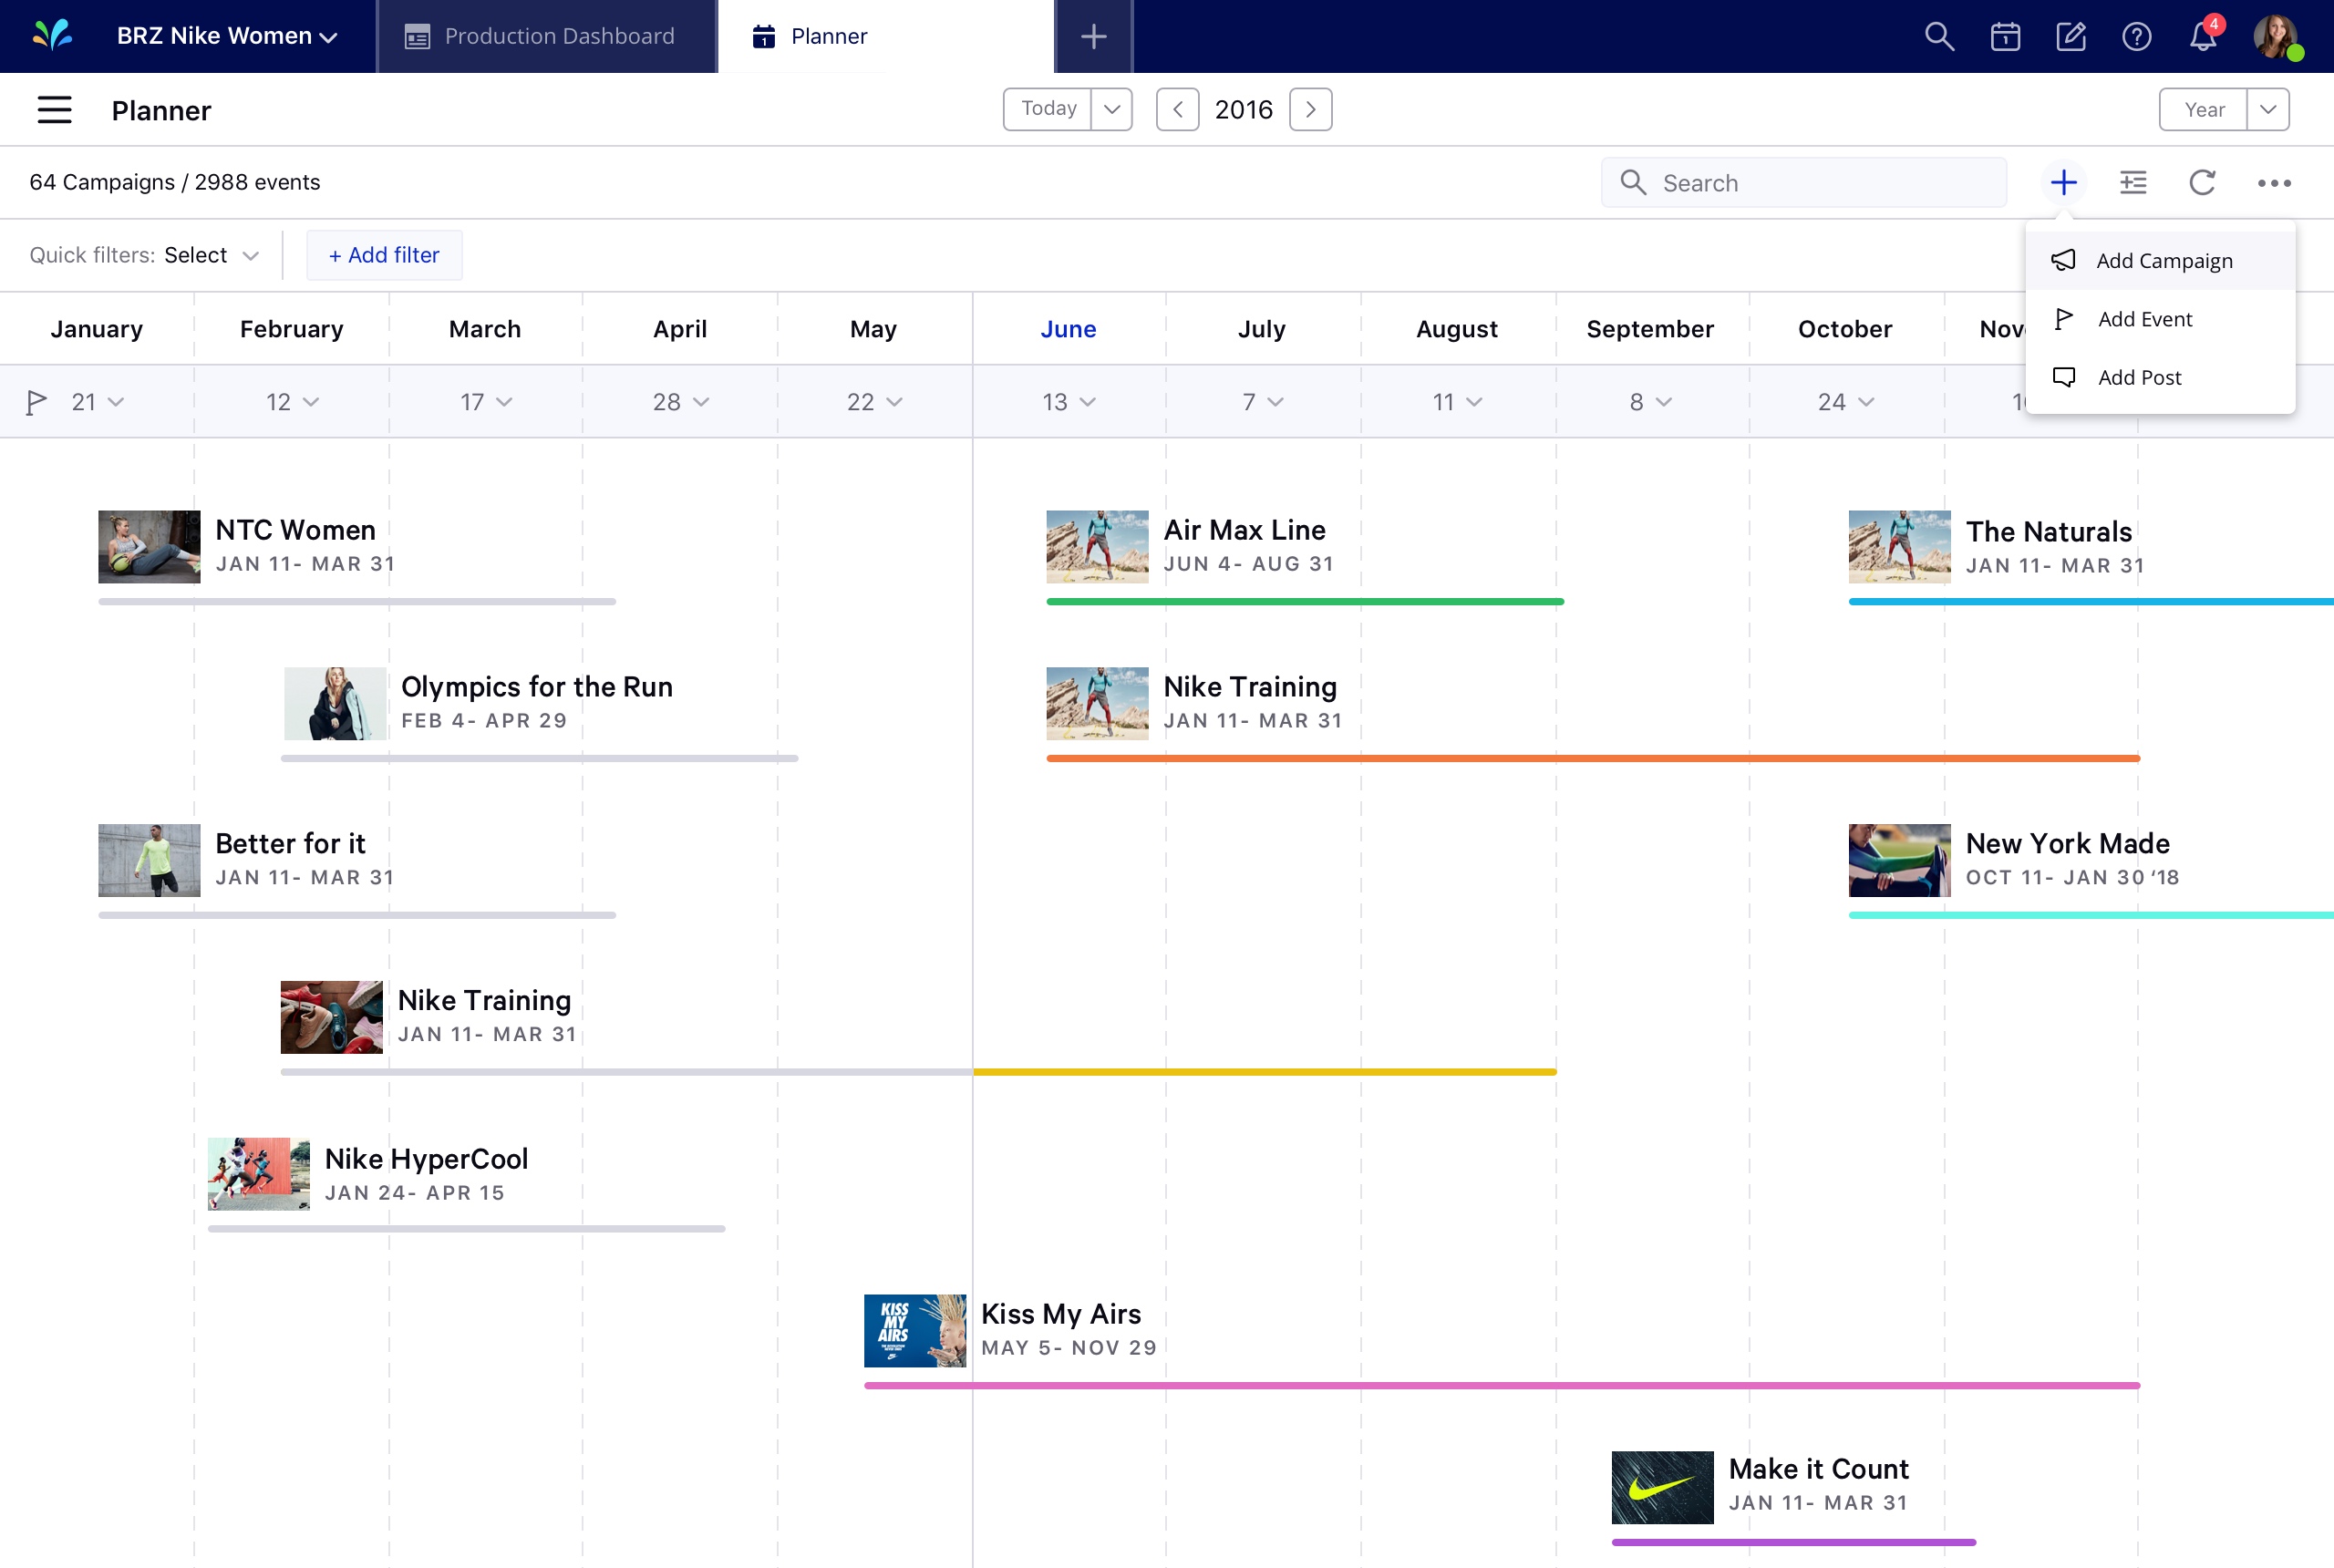 BRZ Nike Women
Production Dashboard
1 Planner
1
4
Planner
Today
2016
Year
64 Campaigns / 2988 events
Search
Quick filters: Select
+ Add filter
Add Campaign
Add Event
Add Post
January February March April May June July August September October
21 12 17 28 22 13 7 11 8 24
NTC Women
JAN 11- MAR 31
Air Max Line
JUN 4- AUG 31
The Naturals
JAN 11- MAR 31
Olympics for the Run
FEB 4- APR 29
Nike Training
JAN 11- MAR 31
Better for it
JAN 11- MAR 31
New York Made
OCT 11- JAN 30 ‘18
Nike Training
JAN 11- MAR 31
Nike HyperCool
JAN 24- APR 15
KISS
MY
AIRS
Kiss My Airs
MAY 5- NOV 29
Make it Count
JAN 11- MAR 31